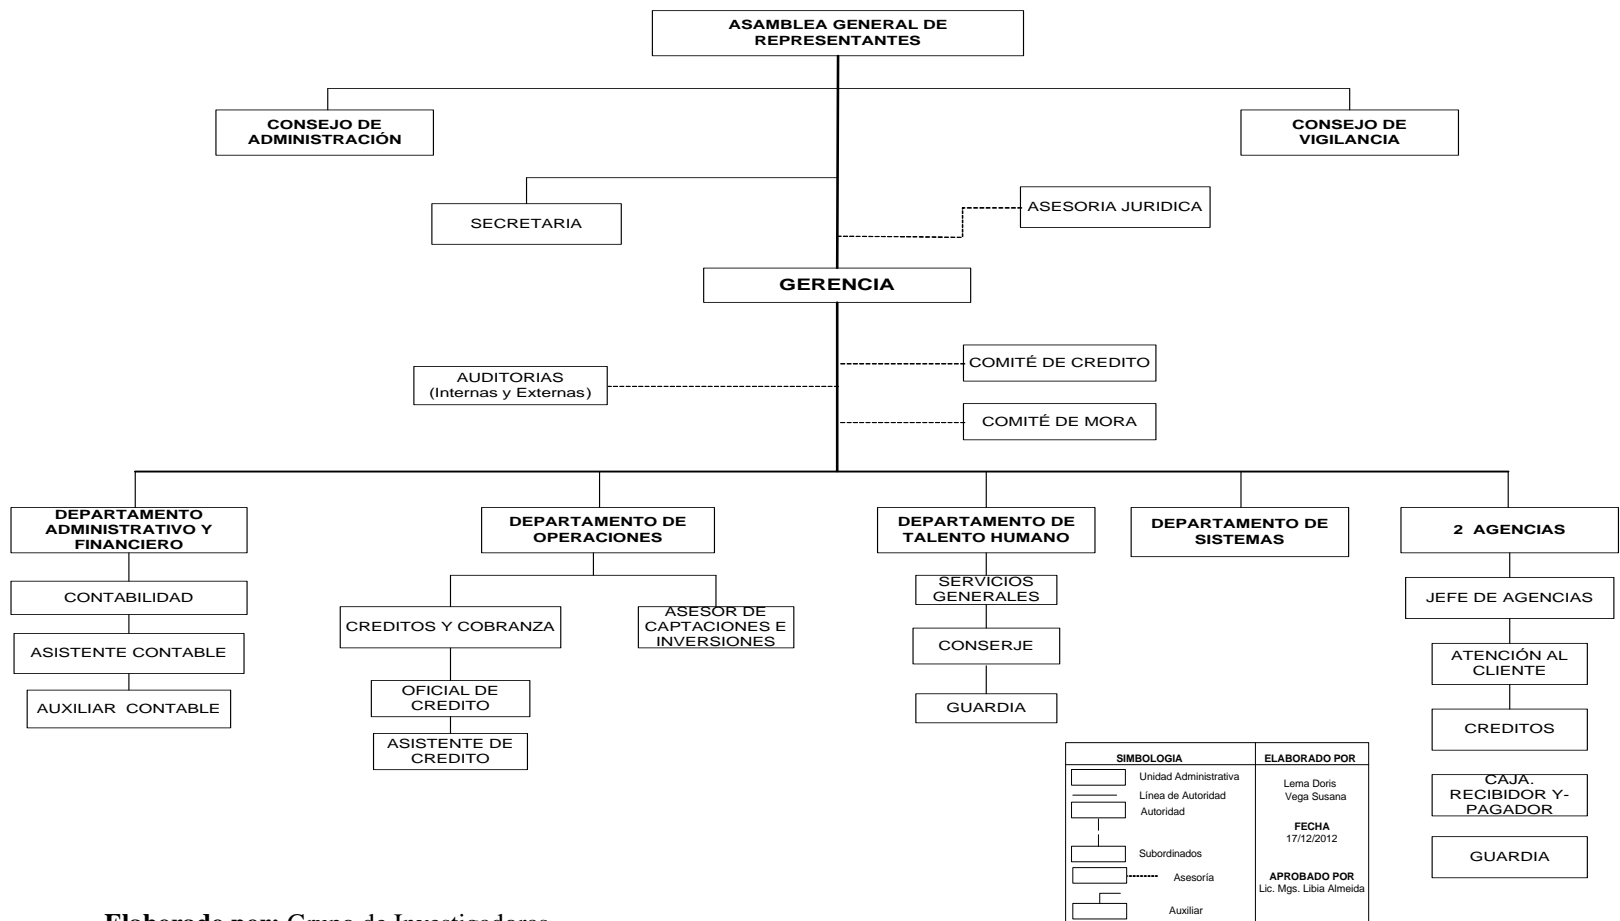 ASAMBLEA GENERAL DE
REPRESENTANTES
CONSEJO DE
ADMINISTRACIÓN
CONSEJO DE
VIGILANCIA
SECRETARIA
ASESORIA JURIDICA
GERENCIA
AUDITORIAS
(Internas y Externas)
COMITÉ DE CREDITO
COMITÉ DE MORA
DEPARTAMENTO
ADMINISTRATIVO Y
FINANCIERO
CONTABILIDAD
ASISTENTE CONTABLE
AUXILIAR CONTABLE
DEPARTAMENTO DE
OPERACIONES
CREDITOS Y COBRANZA
OFICIAL DE
CREDITO
ASISTENTE DE
CREDITO
ASESOR DE
CAPTACIONES E
INVERSIONES
DEPARTAMENTO DE
TALENTO HUMANO
SERVICIOS
GENERALES
CONSERJE
GUARDIA
DEPARTAMENTO DE
SISTEMAS
2 AGENCIAS
JEFE DE AGENCIAS
ATENCIÓN AL
CLIENTE
CREDITOS
CAJA.
RECIBIDOR Y-
PAGADOR
GUARDIA
SIMBOLOGIA
Unidad Administrativa
Línea de Autoridad
Autoridad
Subordinados
Asesoría
Auxiliar
ELABORADO POR
Lema Doris
Vega Susana
FECHA
17/12/2012
APROBADO POR
Lic. Mgs. Libia Almeida
Elaborado por: Grupo de Investigadoras